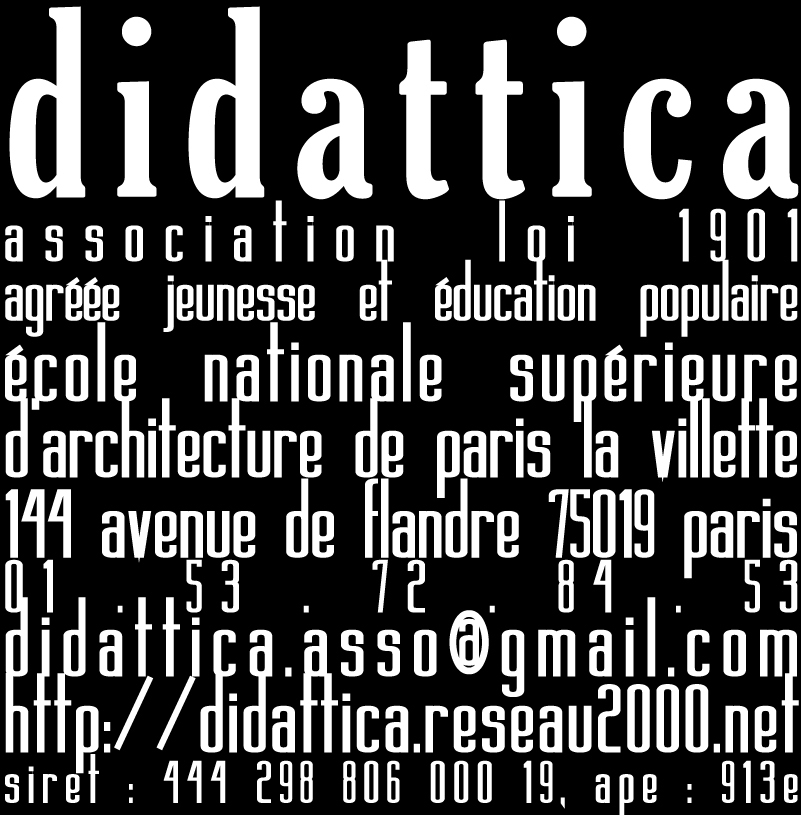 didattica
association loi 1901
agréée jeunesse et éducation populaire
école nationale supérieure
d'architecture de paris la villette
144 avenue de flandre 75019 paris
01 . 53 . 72 . 84 . 53
didattica.asso@gmail.com
http://didattica.reseau2000.net
siret : 444 298 806 000 19, ape : 913e